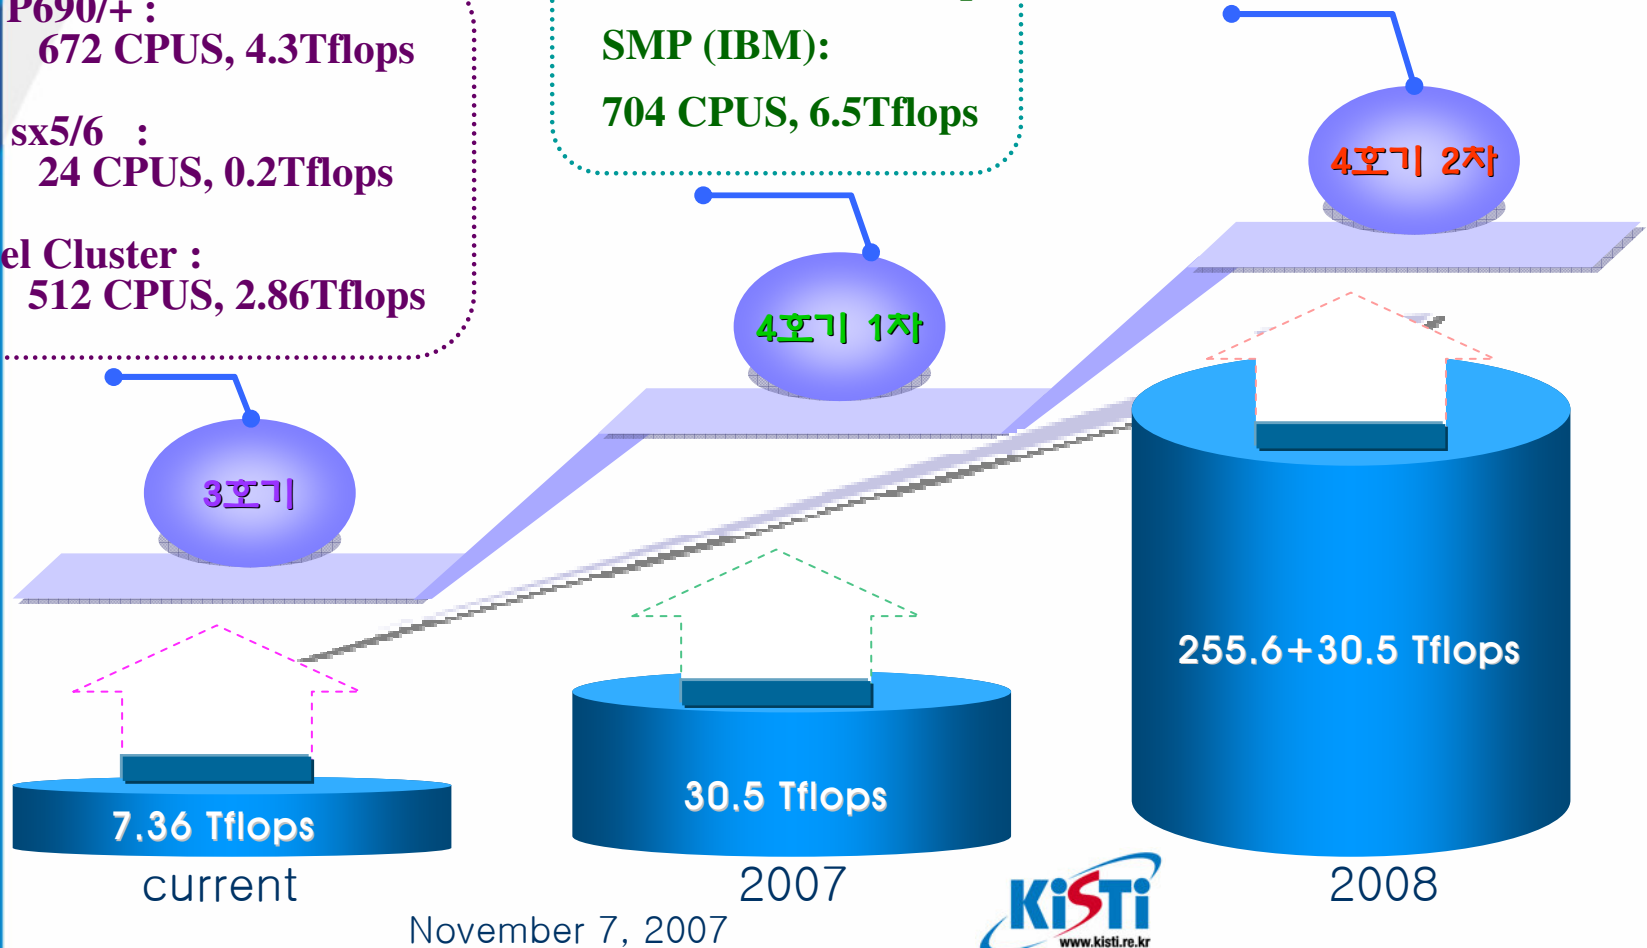 P690/+ :
672 CPUS, 4.3Tflops
sx5/6 :
24 CPUS, 0.2Tflops
el Cluster :
512 CPUS, 2.86Tflops
SMP (IBM):
704 CPUS, 6.5Tflops
4호기 2차
4호기 1차
3호기
255.6+30.5 Tflops
30.5 Tflops
7.36 Tflops
current
2007
2008
November 7, 2007
KiSTi
www.kisti.re.kr